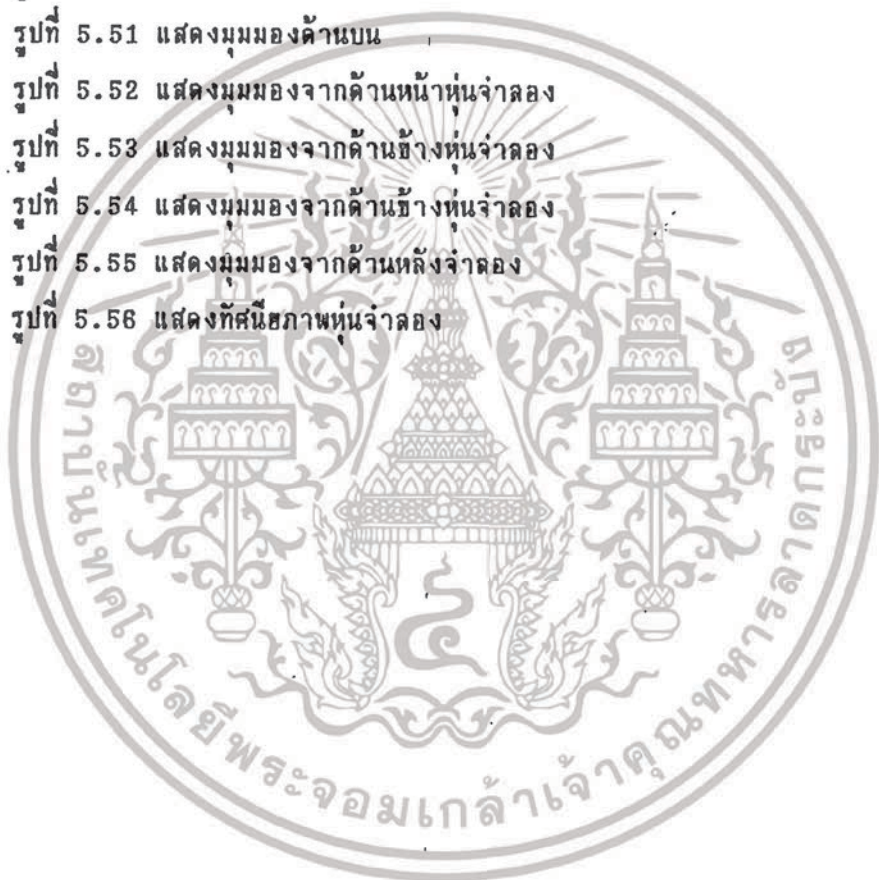 รูปที่ 5.51 แสดงมุมมองด้านบน
รูปที่ 5.52 แสดงมุมมองจากด้านหน้าหุ่นจำลอง
รูปที่ 5.53 แสดงมุมมองจากด้านข้างหุ่นจำลอง
รูปที่ 5.54 แสดงมุมมองจากด้านข้างหุ่นจำลอง
รูปที่ 5.55 แสดงมุมมองจากด้านหลังจำลอง
รูปที่ 5.56 แสดงทัศนียภาพหุ่นจำลอง
สถาบันเทคโนโลยีพระจอมเกล้าเจ้าคุณทหารลาดกระบัง
๔